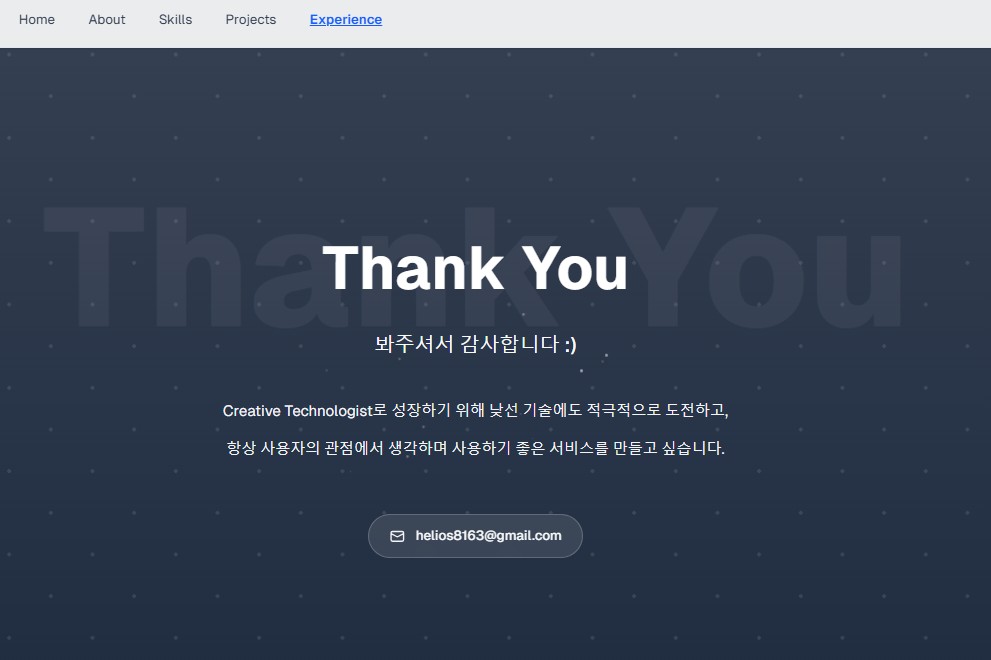 Home About Skills Projects Experience
Thank You
Thank You
봐주셔서 감사합니다 :)
Creative Technologist로 성장하기 위해 낯선 기술에도 적극적으로 도전하고,
항상 사용자의 관점에서 생각하며 사용하기 좋은 서비스를 만들고 싶습니다.
helios8163@gmail.com